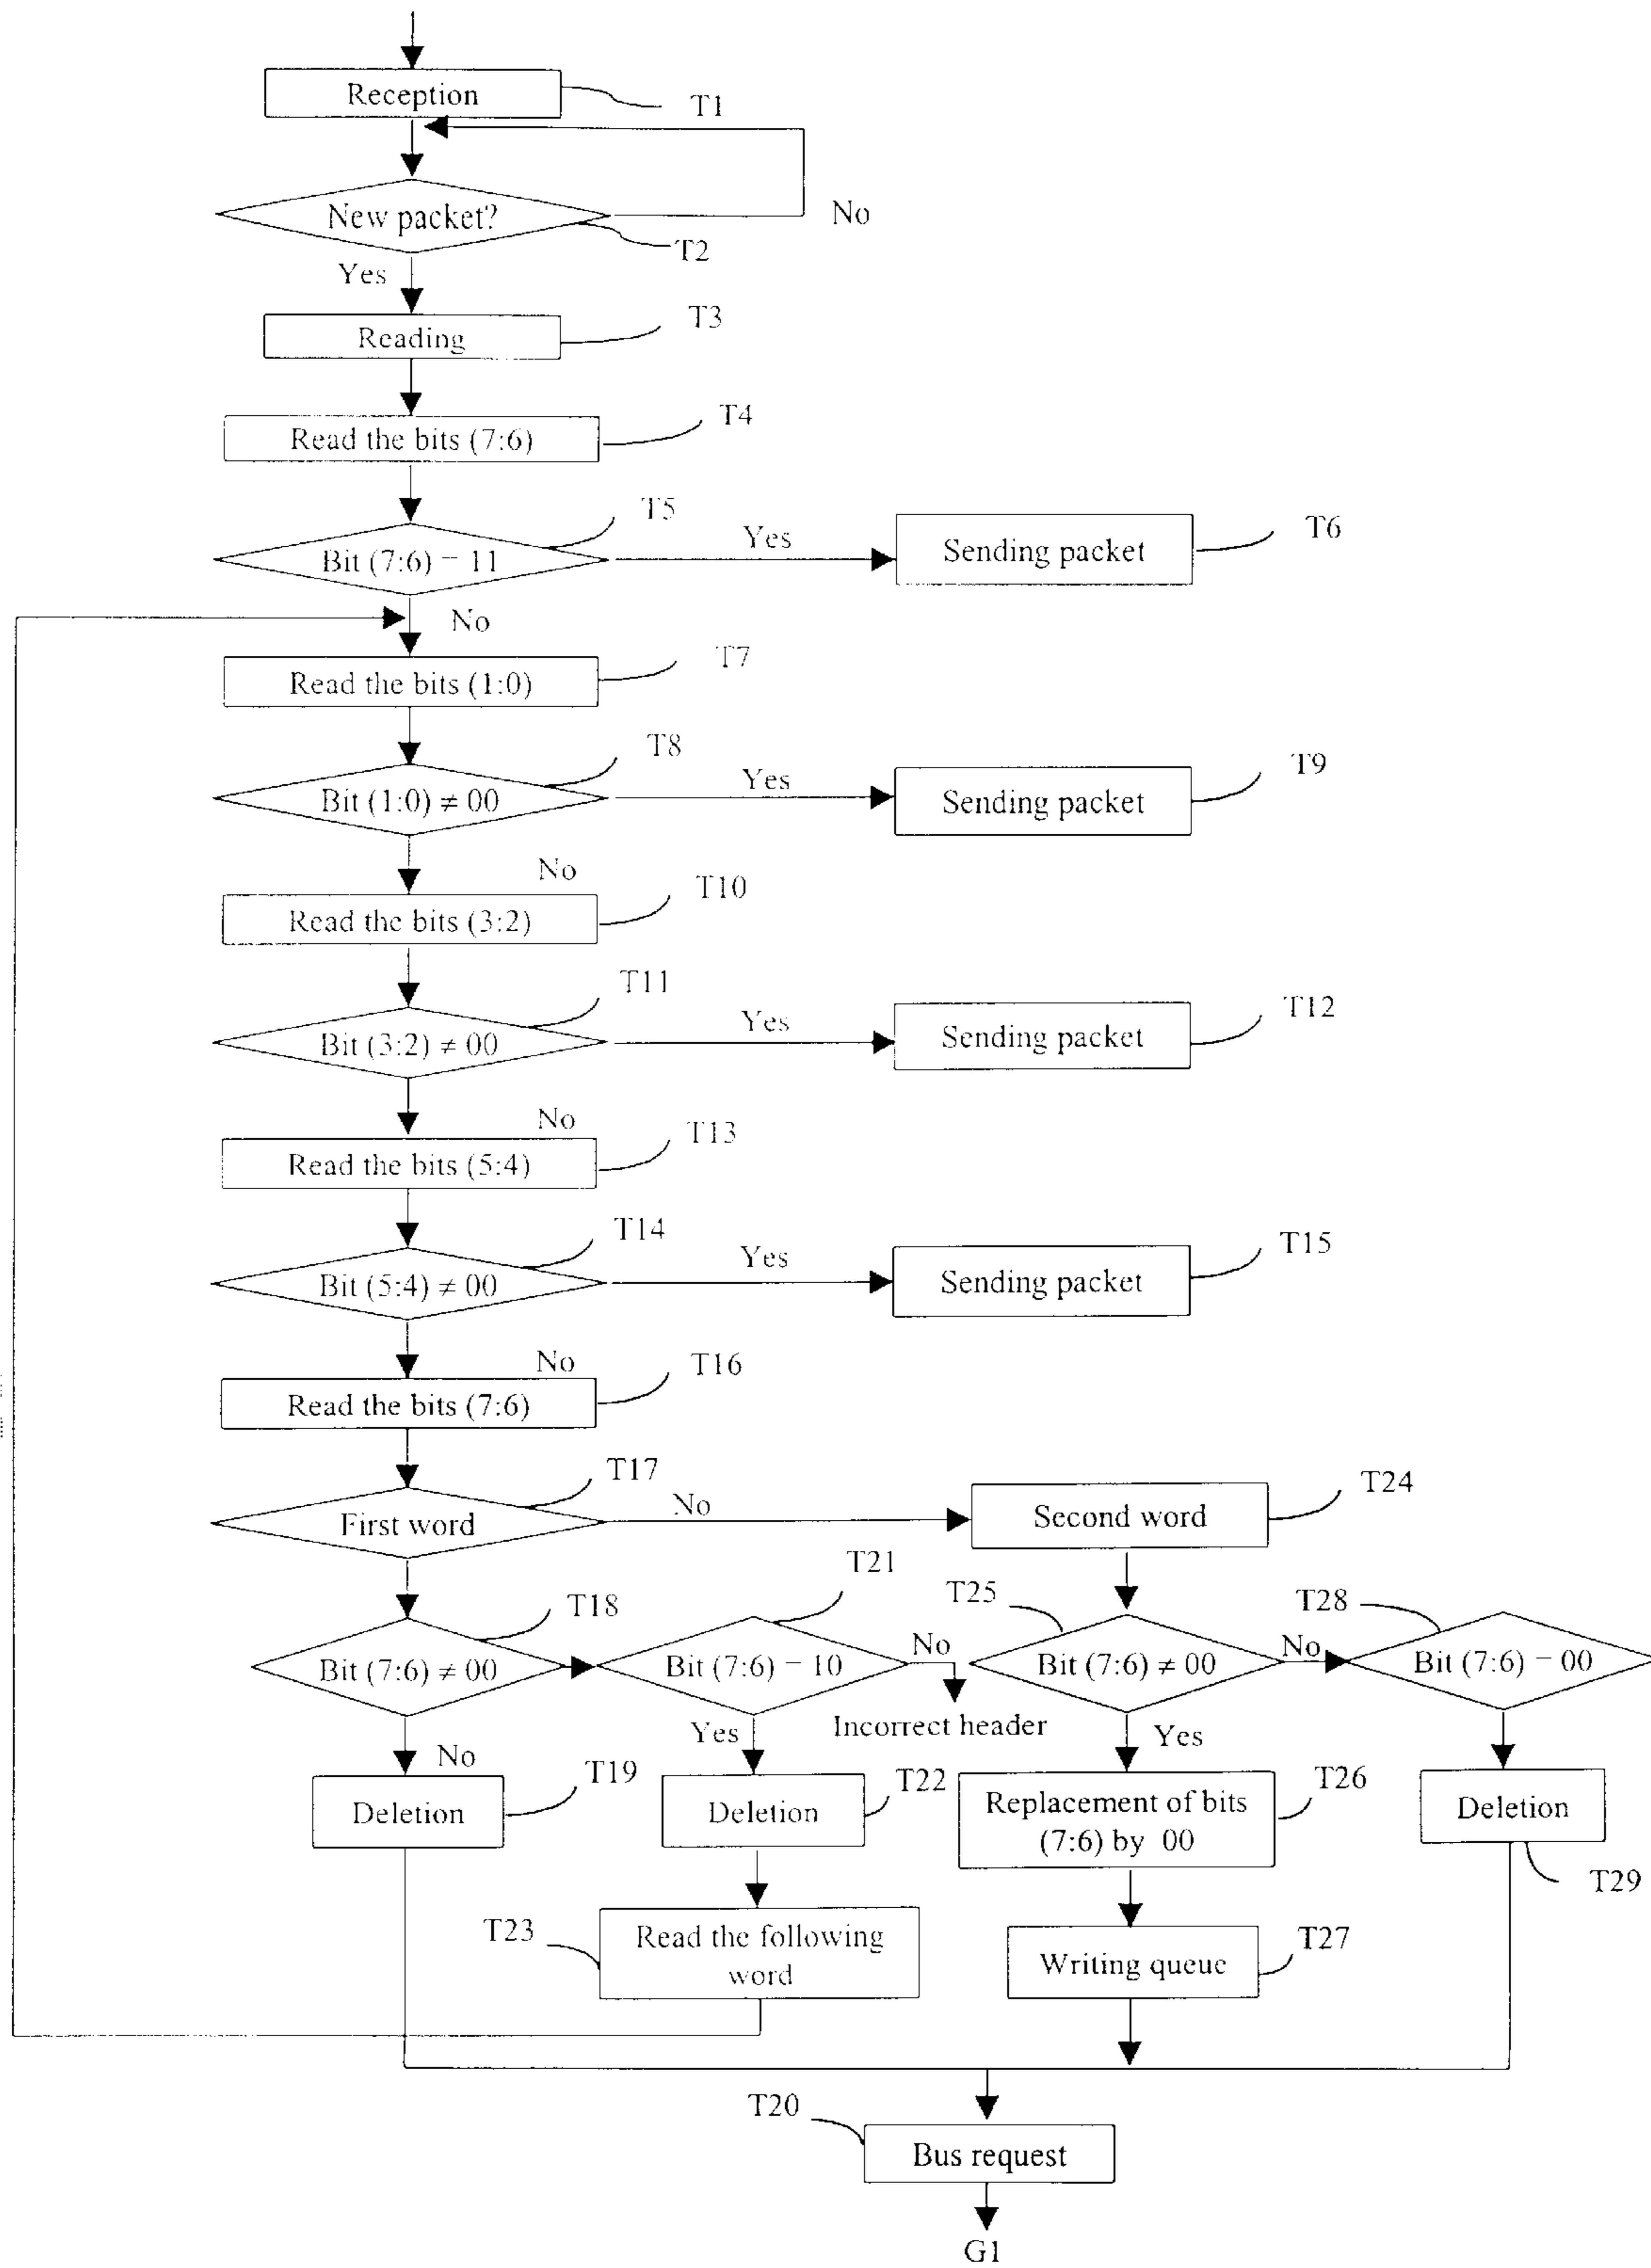 Reception
T1
New packet?
No
T2
Yes
Reading
T3
Read the bits (7:6)
T4
Bit (7:6) = 11
T5
Yes
Sending packet
T6
No
Read the bits (1:0)
T7
Bit (1:0) ≠ 00
T8
Yes
Sending packet
T9
No
Read the bits (3:2)
T10
Bit (3:2) ≠ 00
T11
Yes
Sending packet
T12
No
Read the bits (5:4)
T13
Bit (5:4) ≠ 00
T14
Yes
Sending packet
T15
No
Read the bits (7:6)
T16
First word
T17
No
Second word
T24
Bit (7:6) ≠ 00
T18
Bit (7:6) = 10
T21
No
Incorrect header
Bit (7:6) ≠ 00
T25
No
Bit (7:6) = 00
T28
No
Deletion
T19
Yes
Deletion
T22
Yes
Replacement of bits
(7:6) by 00
T26
Deletion
T29
T23
Read the following
word
Writing queue
T27
T20
Bus request
G1